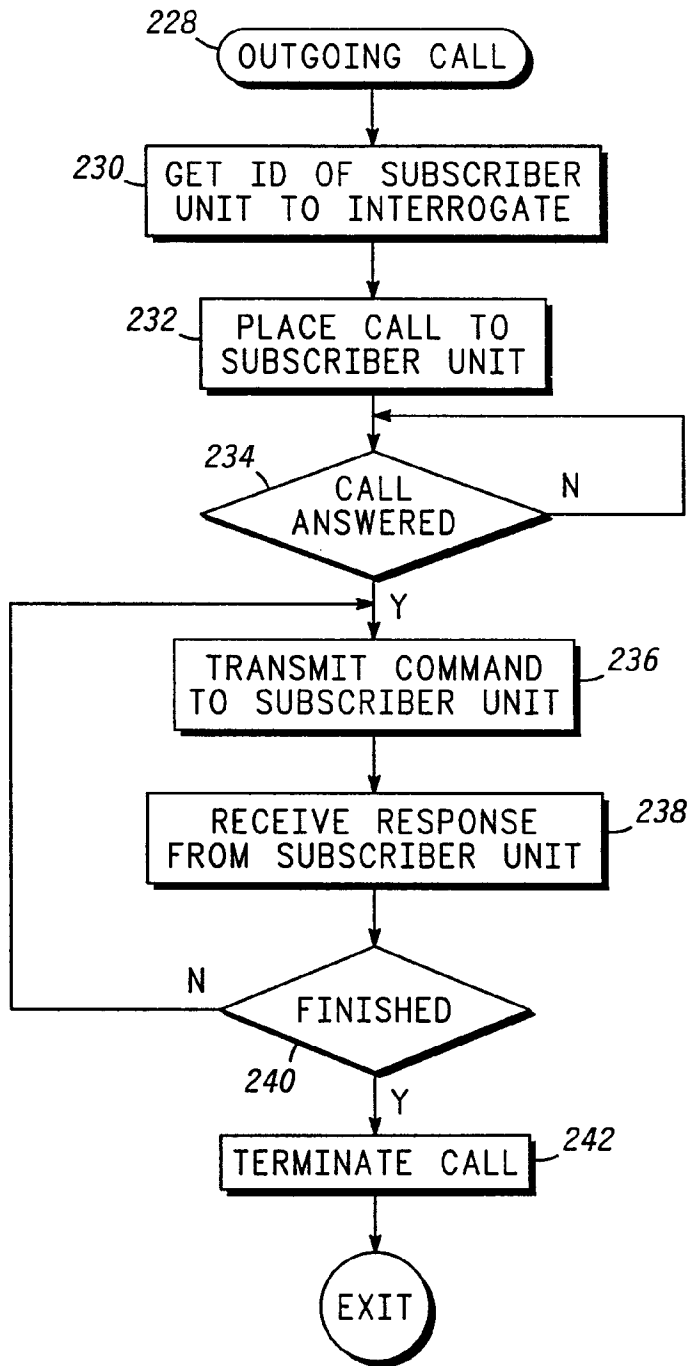 228
OUTGOING CALL
230
GET ID OF SUBSCRIBER
UNIT TO INTERROGATE
232
PLACE CALL TO
SUBSCRIBER UNIT
234
CALL
ANSWERED
N
Y
TRANSMIT COMMAND
TO SUBSCRIBER UNIT
236
RECEIVE RESPONSE
FROM SUBSCRIBER UNIT
238
N
FINISHED
240
Y
TERMINATE CALL
242
EXIT